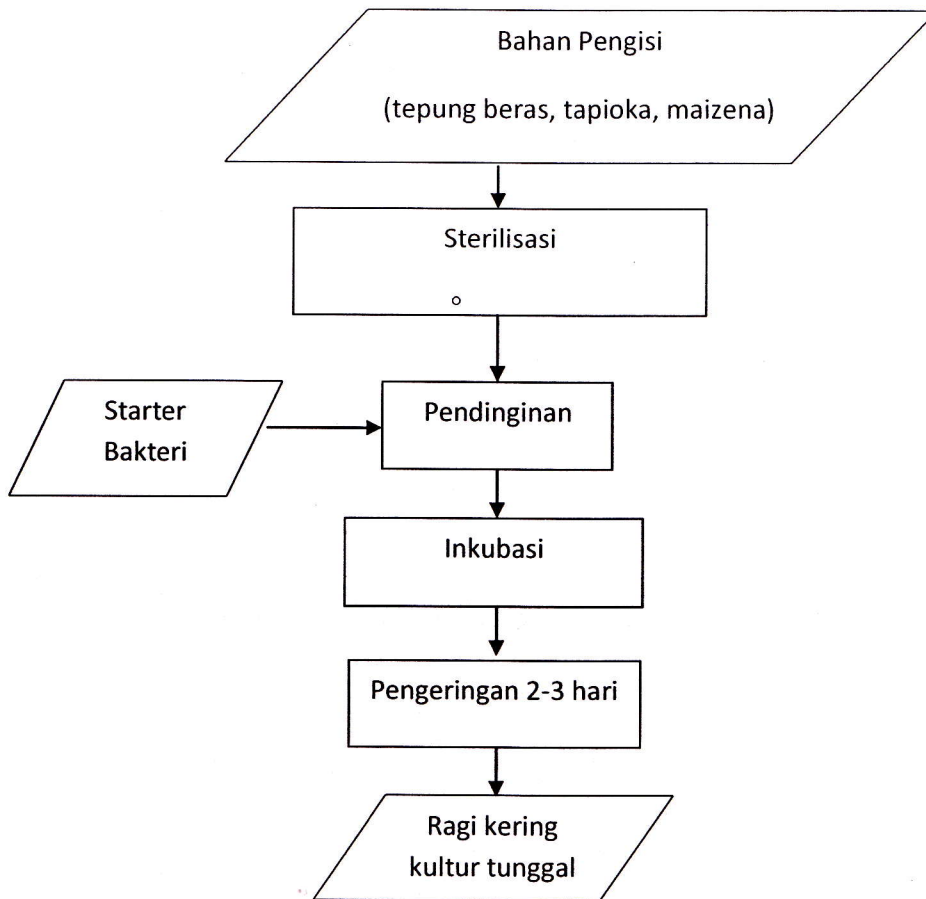 Bahan Pengisi
(tepung beras, tapioka, maizena)
Sterilisasi
Starter
Bakteri
Pendinginan
Inkubasi
Pengeringan 2-3 hari
Ragi kering
kultur tunggal